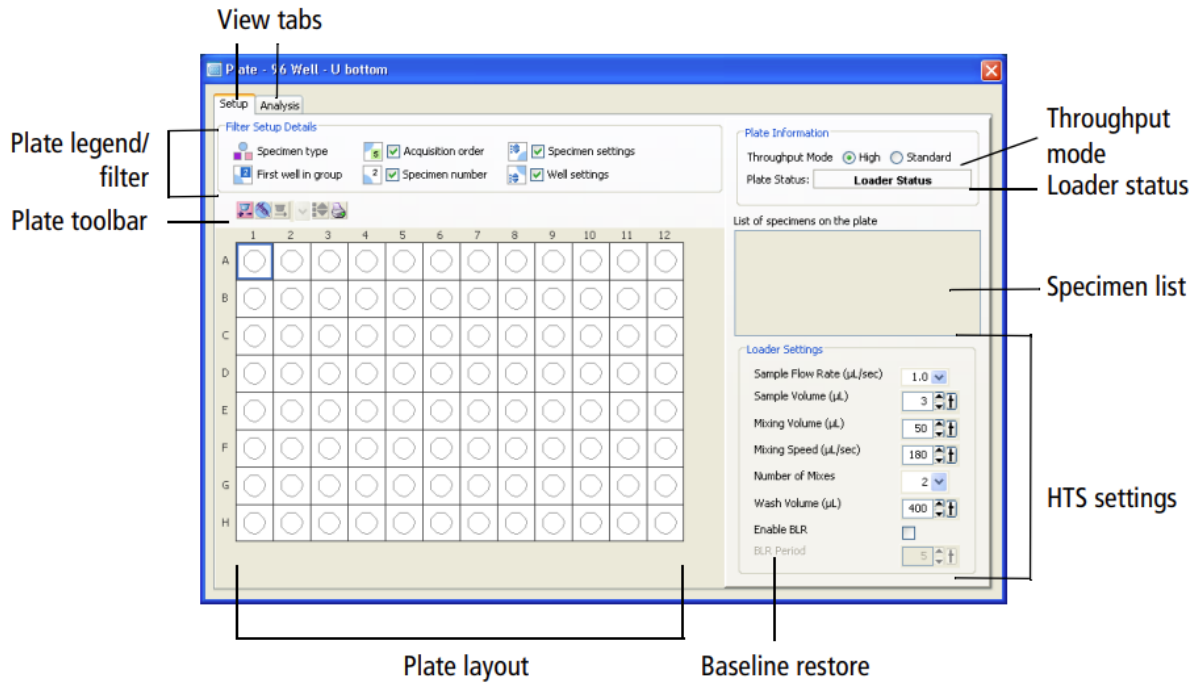 View tabs
Plate - 96 Well - U bottom
Setup Analysis
Plate legend/
filter
Filter Setup Details
Specimen type 6 Acquisition order Specimen settings
2 First well in group 2 Specimen number Well settings
Plate toolbar
1 2 3 4 5 6 7 8 9 10 11 12
A
B
C
D
E
F
G
H
Plate Information
Throughput Mode High Standard
Plate Status: Loader Status
Throughput
mode
Loader status
List of specimens on the plate
Specimen list
Loader Settings
Sample Flow Rate (µL/sec) 1.0
Sample Volume (µL) 3
Mixing Volume (µL) 50
Mixing Speed (µL/sec) 180
Number of Mixes 2
Wash Volume (µL) 400
Enable BLR
BLR Period 5
HTS settings
Plate layout
Baseline restore